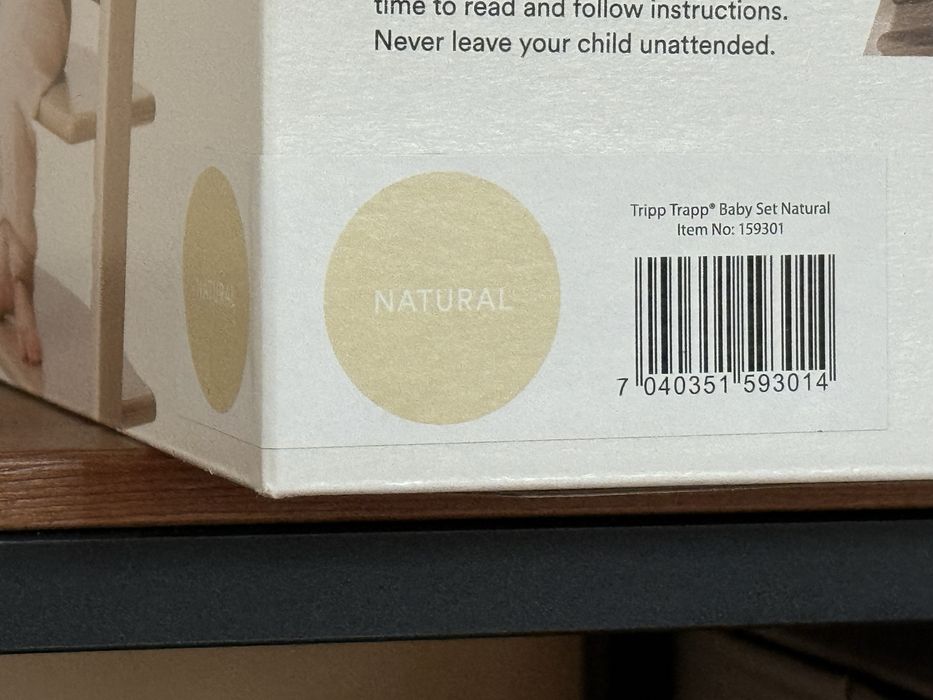 time to read and follow instructions.
Never leave your child unattended.
NATURAL
NATURAL
Tripp Trapp® Baby Set Natural
Item No: 159301
7 040351 593014